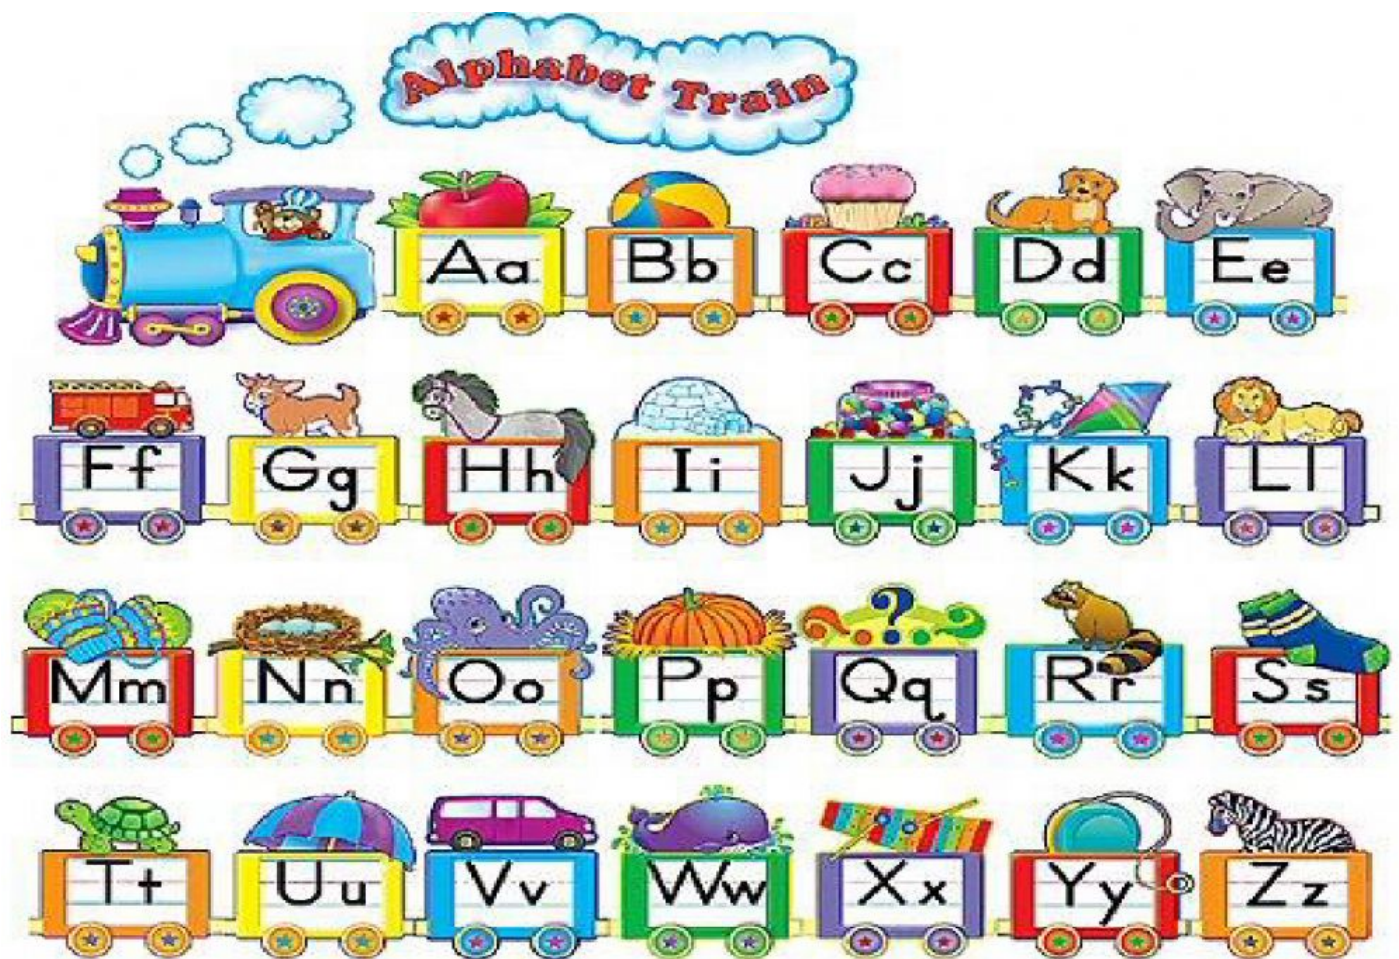 Alphabet Train
Aa Bb Cc Dd Ee
Ff Gg Hh Ii Jj Kk Ll
Mm Nn Oo Pp Qq Rr Ss
Tt Uu Vv Ww Xx Yy Zz